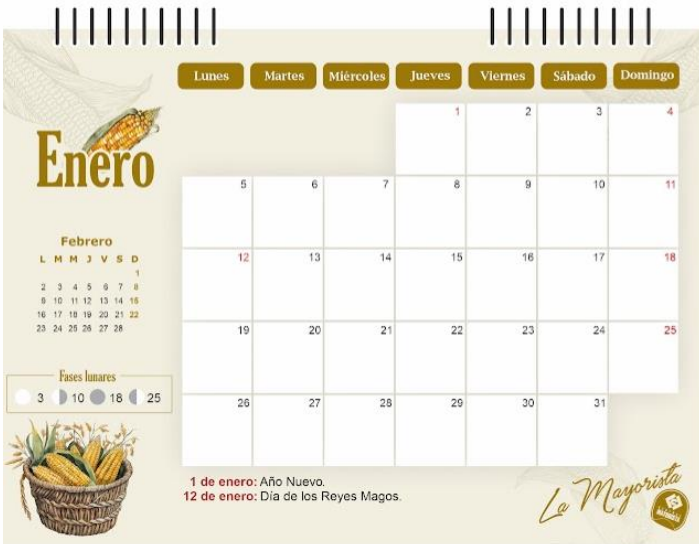 Lunes Martes Miércoles Jueves Viernes Sábado Domingo
Enero
1 2 3 4
5 6 7 8 9 10 11
12 13 14 15 16 17 18
19 20 21 22 23 24 25
26 27 28 29 30 31
Febrero
L M M J V S D
1
2 3 4 5 6 7 8
9 10 11 12 13 14 15
16 17 18 19 20 21 22
23 24 25 26 27 28
Fases lunares
3 10 18 25
1 de enero: Año Nuevo.
12 de enero: Día de los Reyes Magos.
La Mayorista